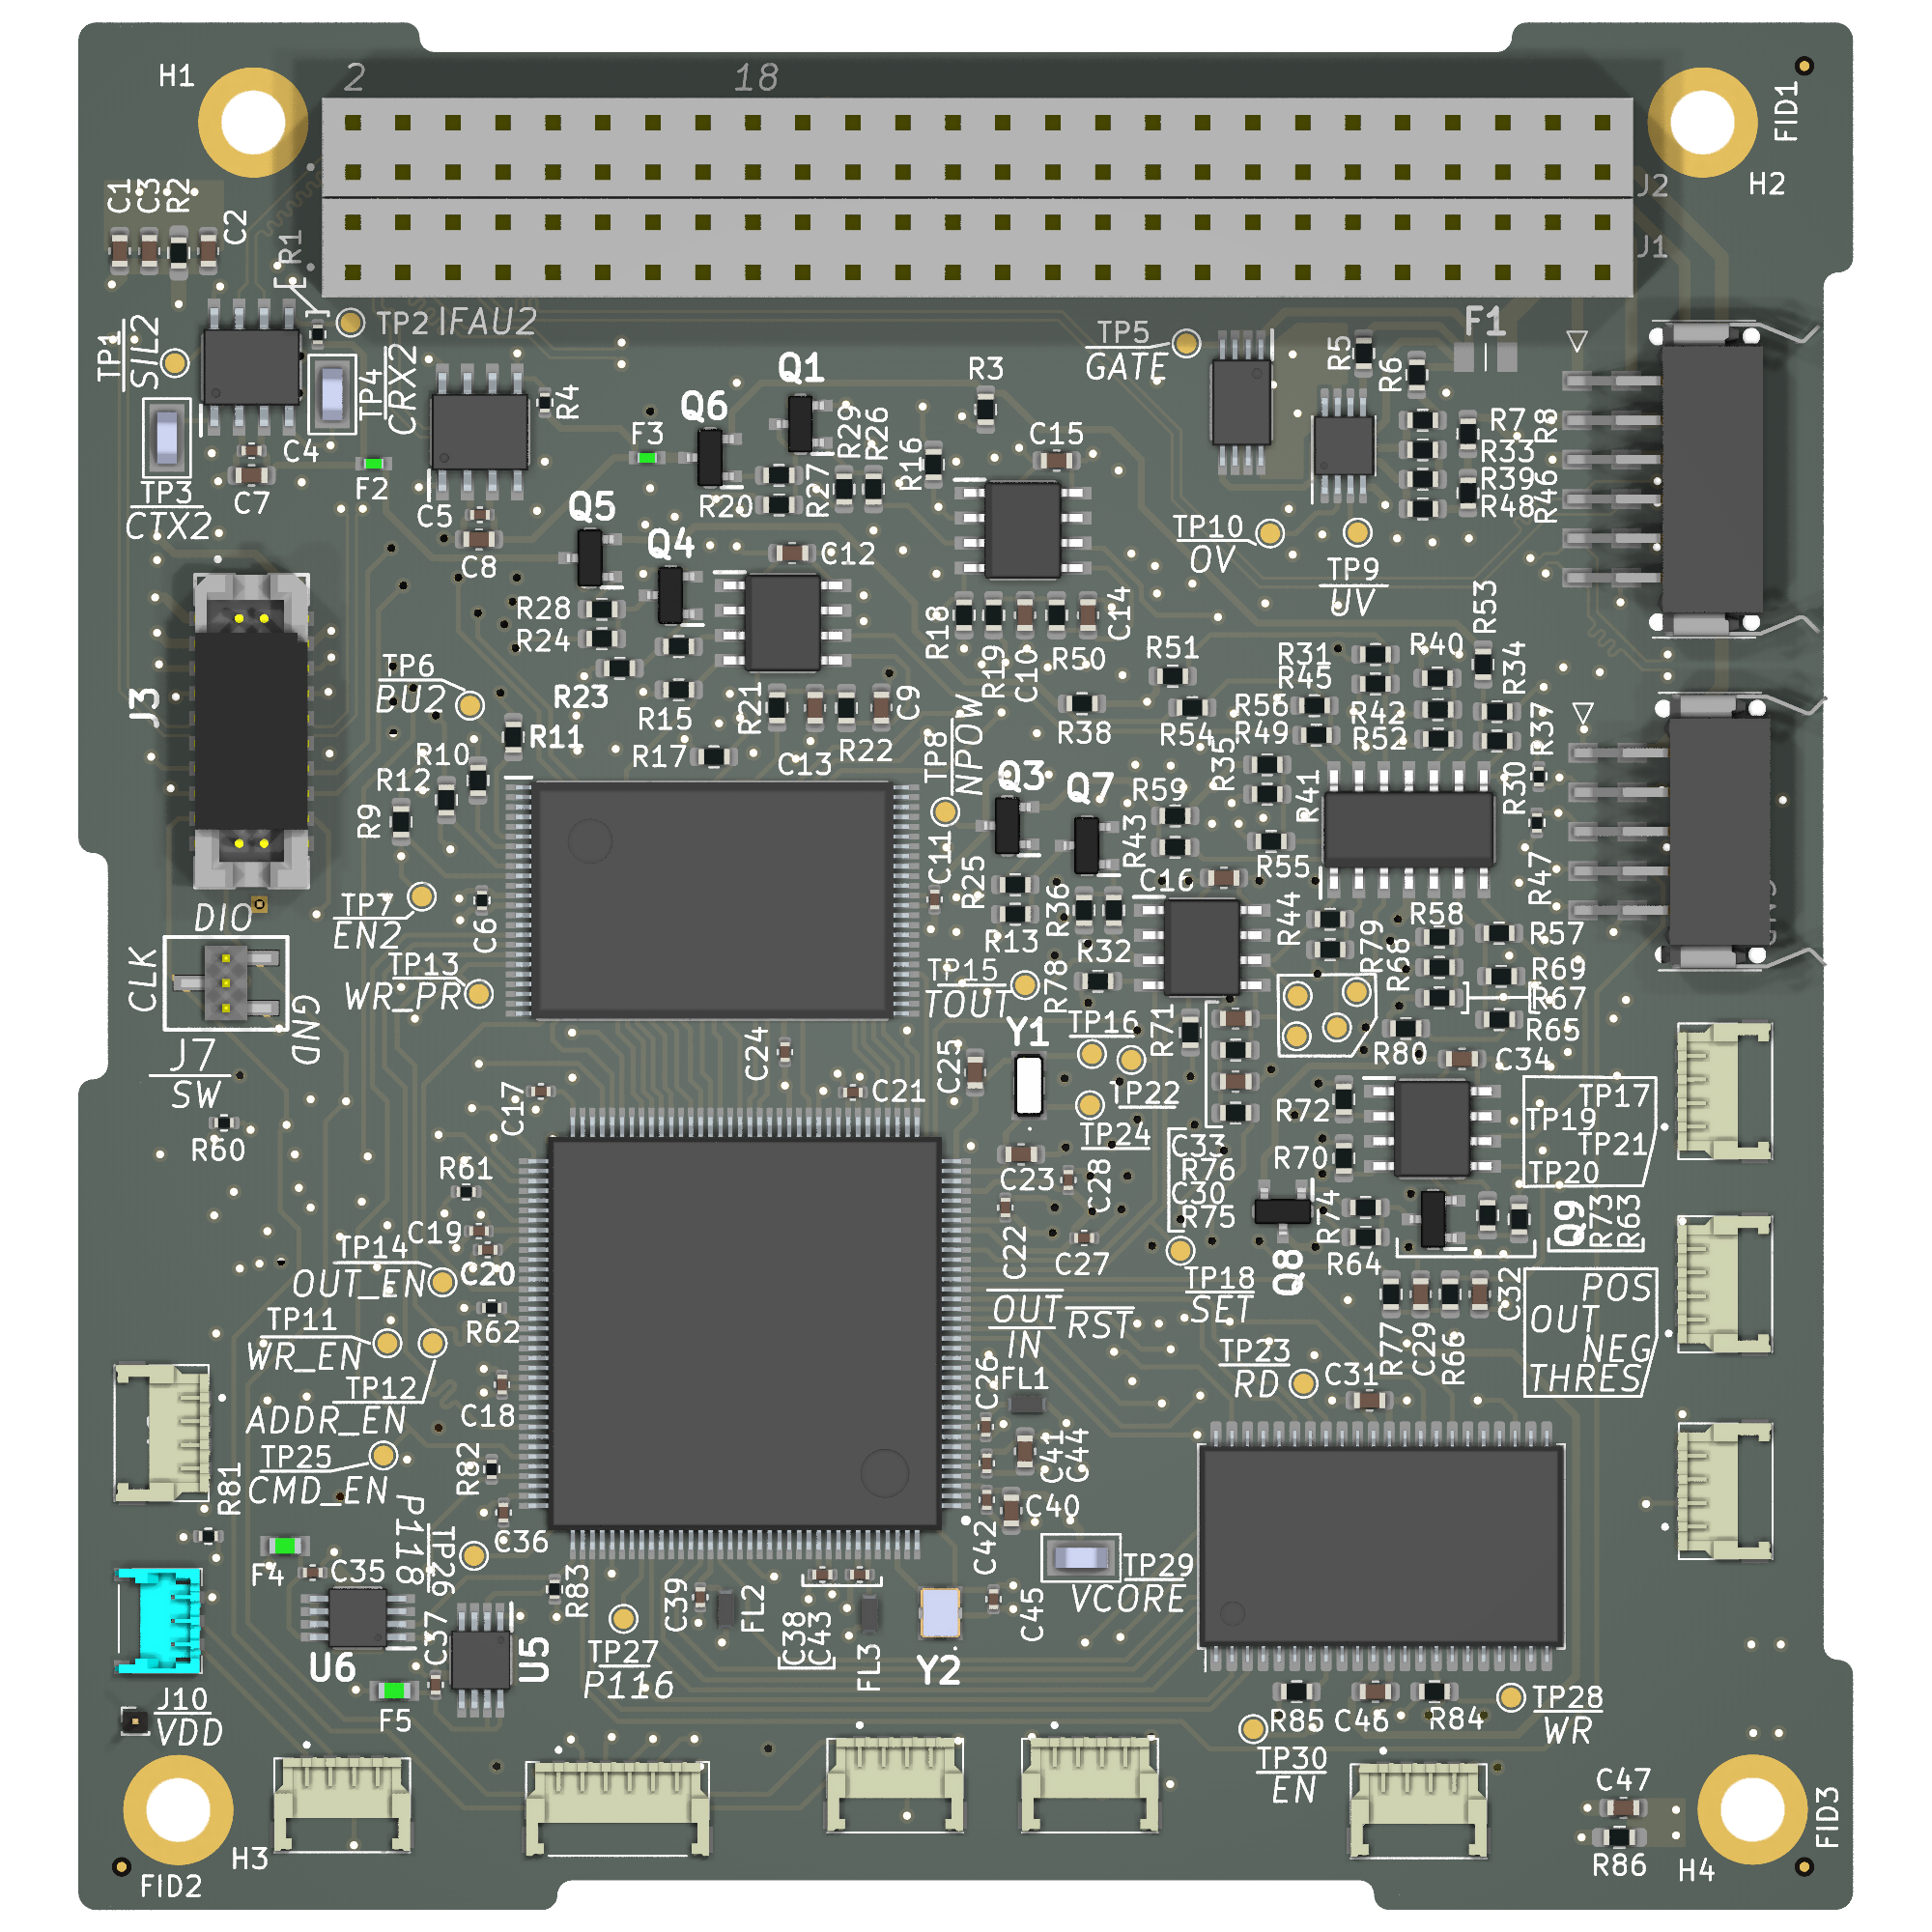 H1
2
18
FID1
H2
J2
J1
C1
C3
R2
C2
R1
TP2
IFAU2
TP1
SIL2
TP4
CRX2
TP5
GATE
F1
R5
R6
Q1
R3
Q6
R4
R7
R8
R33
R39
R48
R46
F3
R29
R26
R16
C15
C4
F2
TP3
CTX2
C7
C5
C8
R20
R27
Q5
Q4
C12
TP10
OV
TP9
UV
R28
R24
R18
R19
C10
R50
C14
R53
R51
R31
R45
R40
R34
TP6
BU2
J3
R23
R15
R21
R22
C9
TP8
NPOW
R38
R54
R56
R49
R42
R52
R37
R11
R10
R12
R9
R17
C13
Q3
Q7
R59
R35
R41
R30
C11
R25
R43
R55
R47
R36
C16
R44
R58
R57
R13
R32
R79
R68
R69
R67
R65
TP7
EN2
C6
DIO
CLK
GND
J7
SW
TP13
WR_PR
TP15
TOUT
R78
R71
R80
C34
Y1
TP16
C24
C25
C17
C21
TP22
TP24
R72
R70
TP17
TP19
TP21
TP20
R60
R61
C23
C28
C33
R76
C30
R75
C19
TP14
OUT_EN
C20
C22
C27
Q8
R74
R64
Q9
R73
R63
TP18
SET
TP11
WR_EN
R62
OUT
IN
RST
R77
C29
R66
C32
POS
OUT
NEG
THRES
TP12
ADDR_EN
TP23
RD
C31
C26
FL1
C18
TP25
CMD_EN
R82
R81
C41
C44
C40
P118
TP26
C36
C42
TP29
VCORE
F4
C35
R83
C39
FL2
C38
C43
FL3
C45
Y2
C37
U6
U5
TP27
P116
J10
VDD
F5
R85
C46
R84
TP28
WR
TP30
EN
C47
R86
FID3
H4
H3
FID2